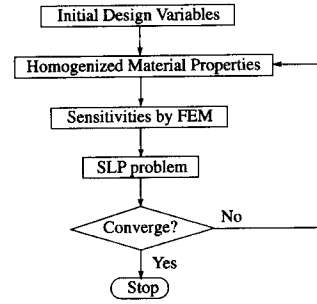 Initial Design Variables
Homogenized Material Properties
Sensitivities by FEM
SLP problem
Converge?
No
Yes
Stop